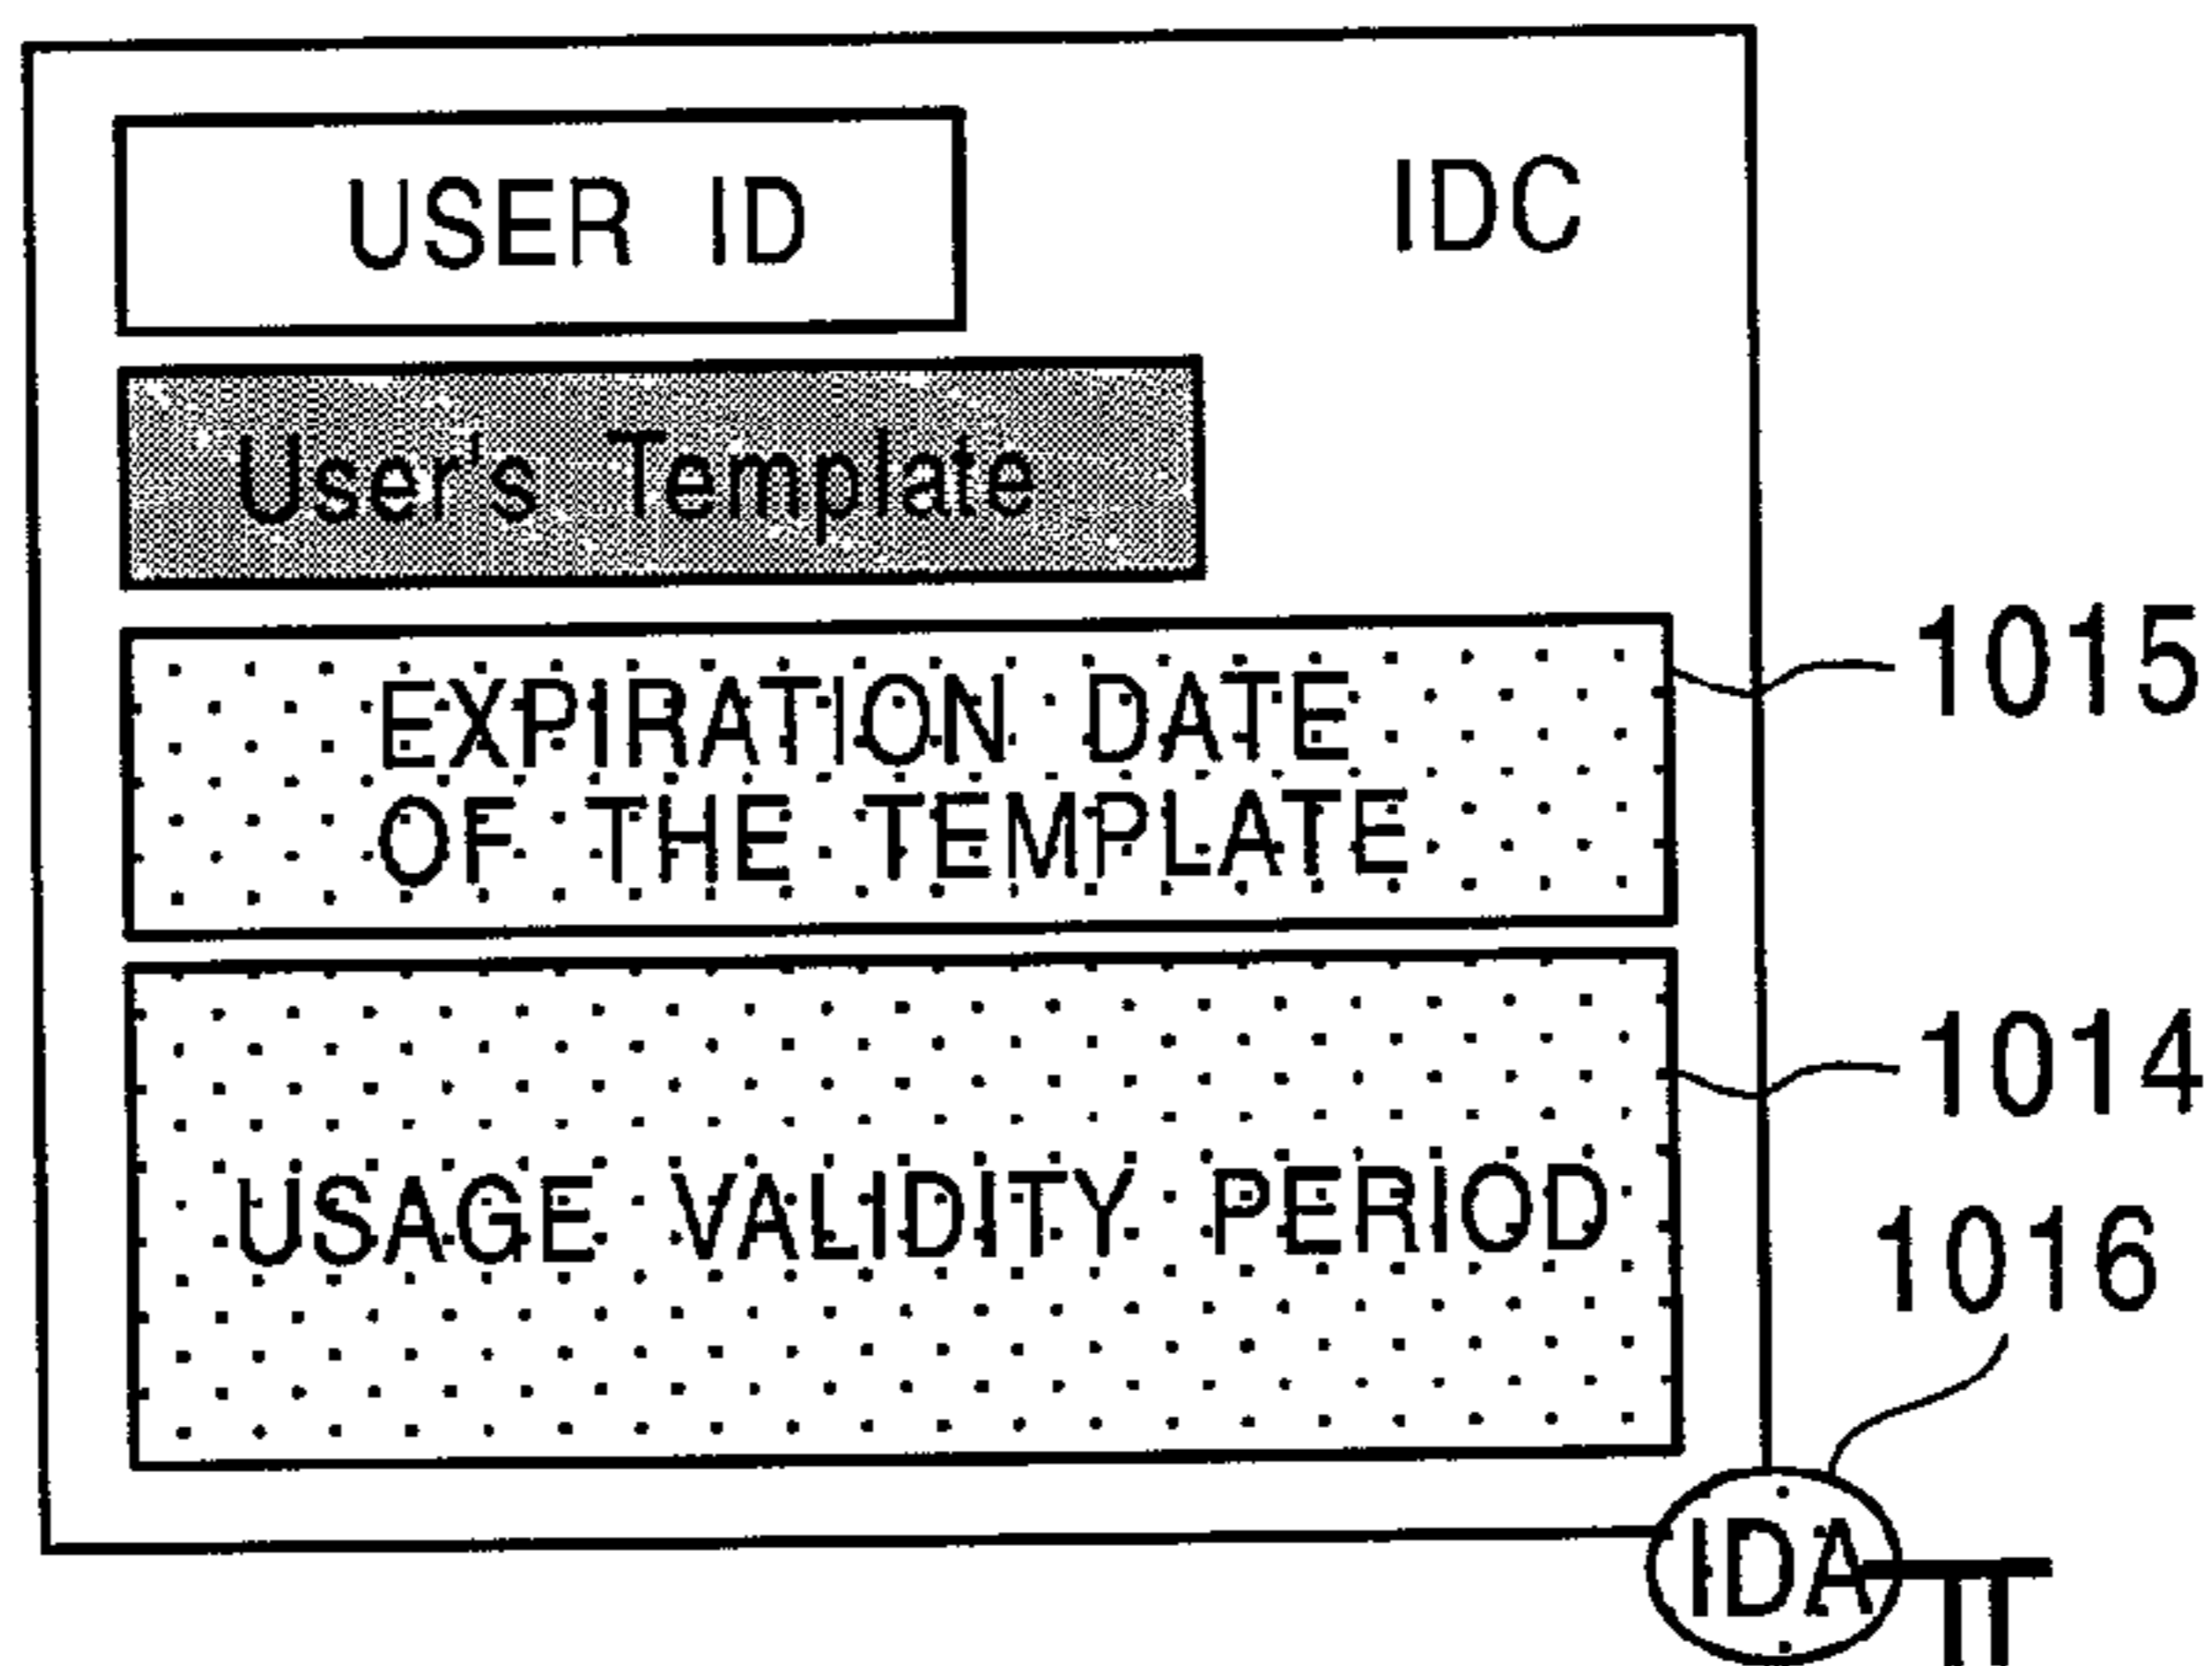 USER ID
IDC
User's Template
EXPIRATION DATE
OF THE TEMPLATE
1015
USAGE VALIDITY PERIOD
1014
1016
IDA